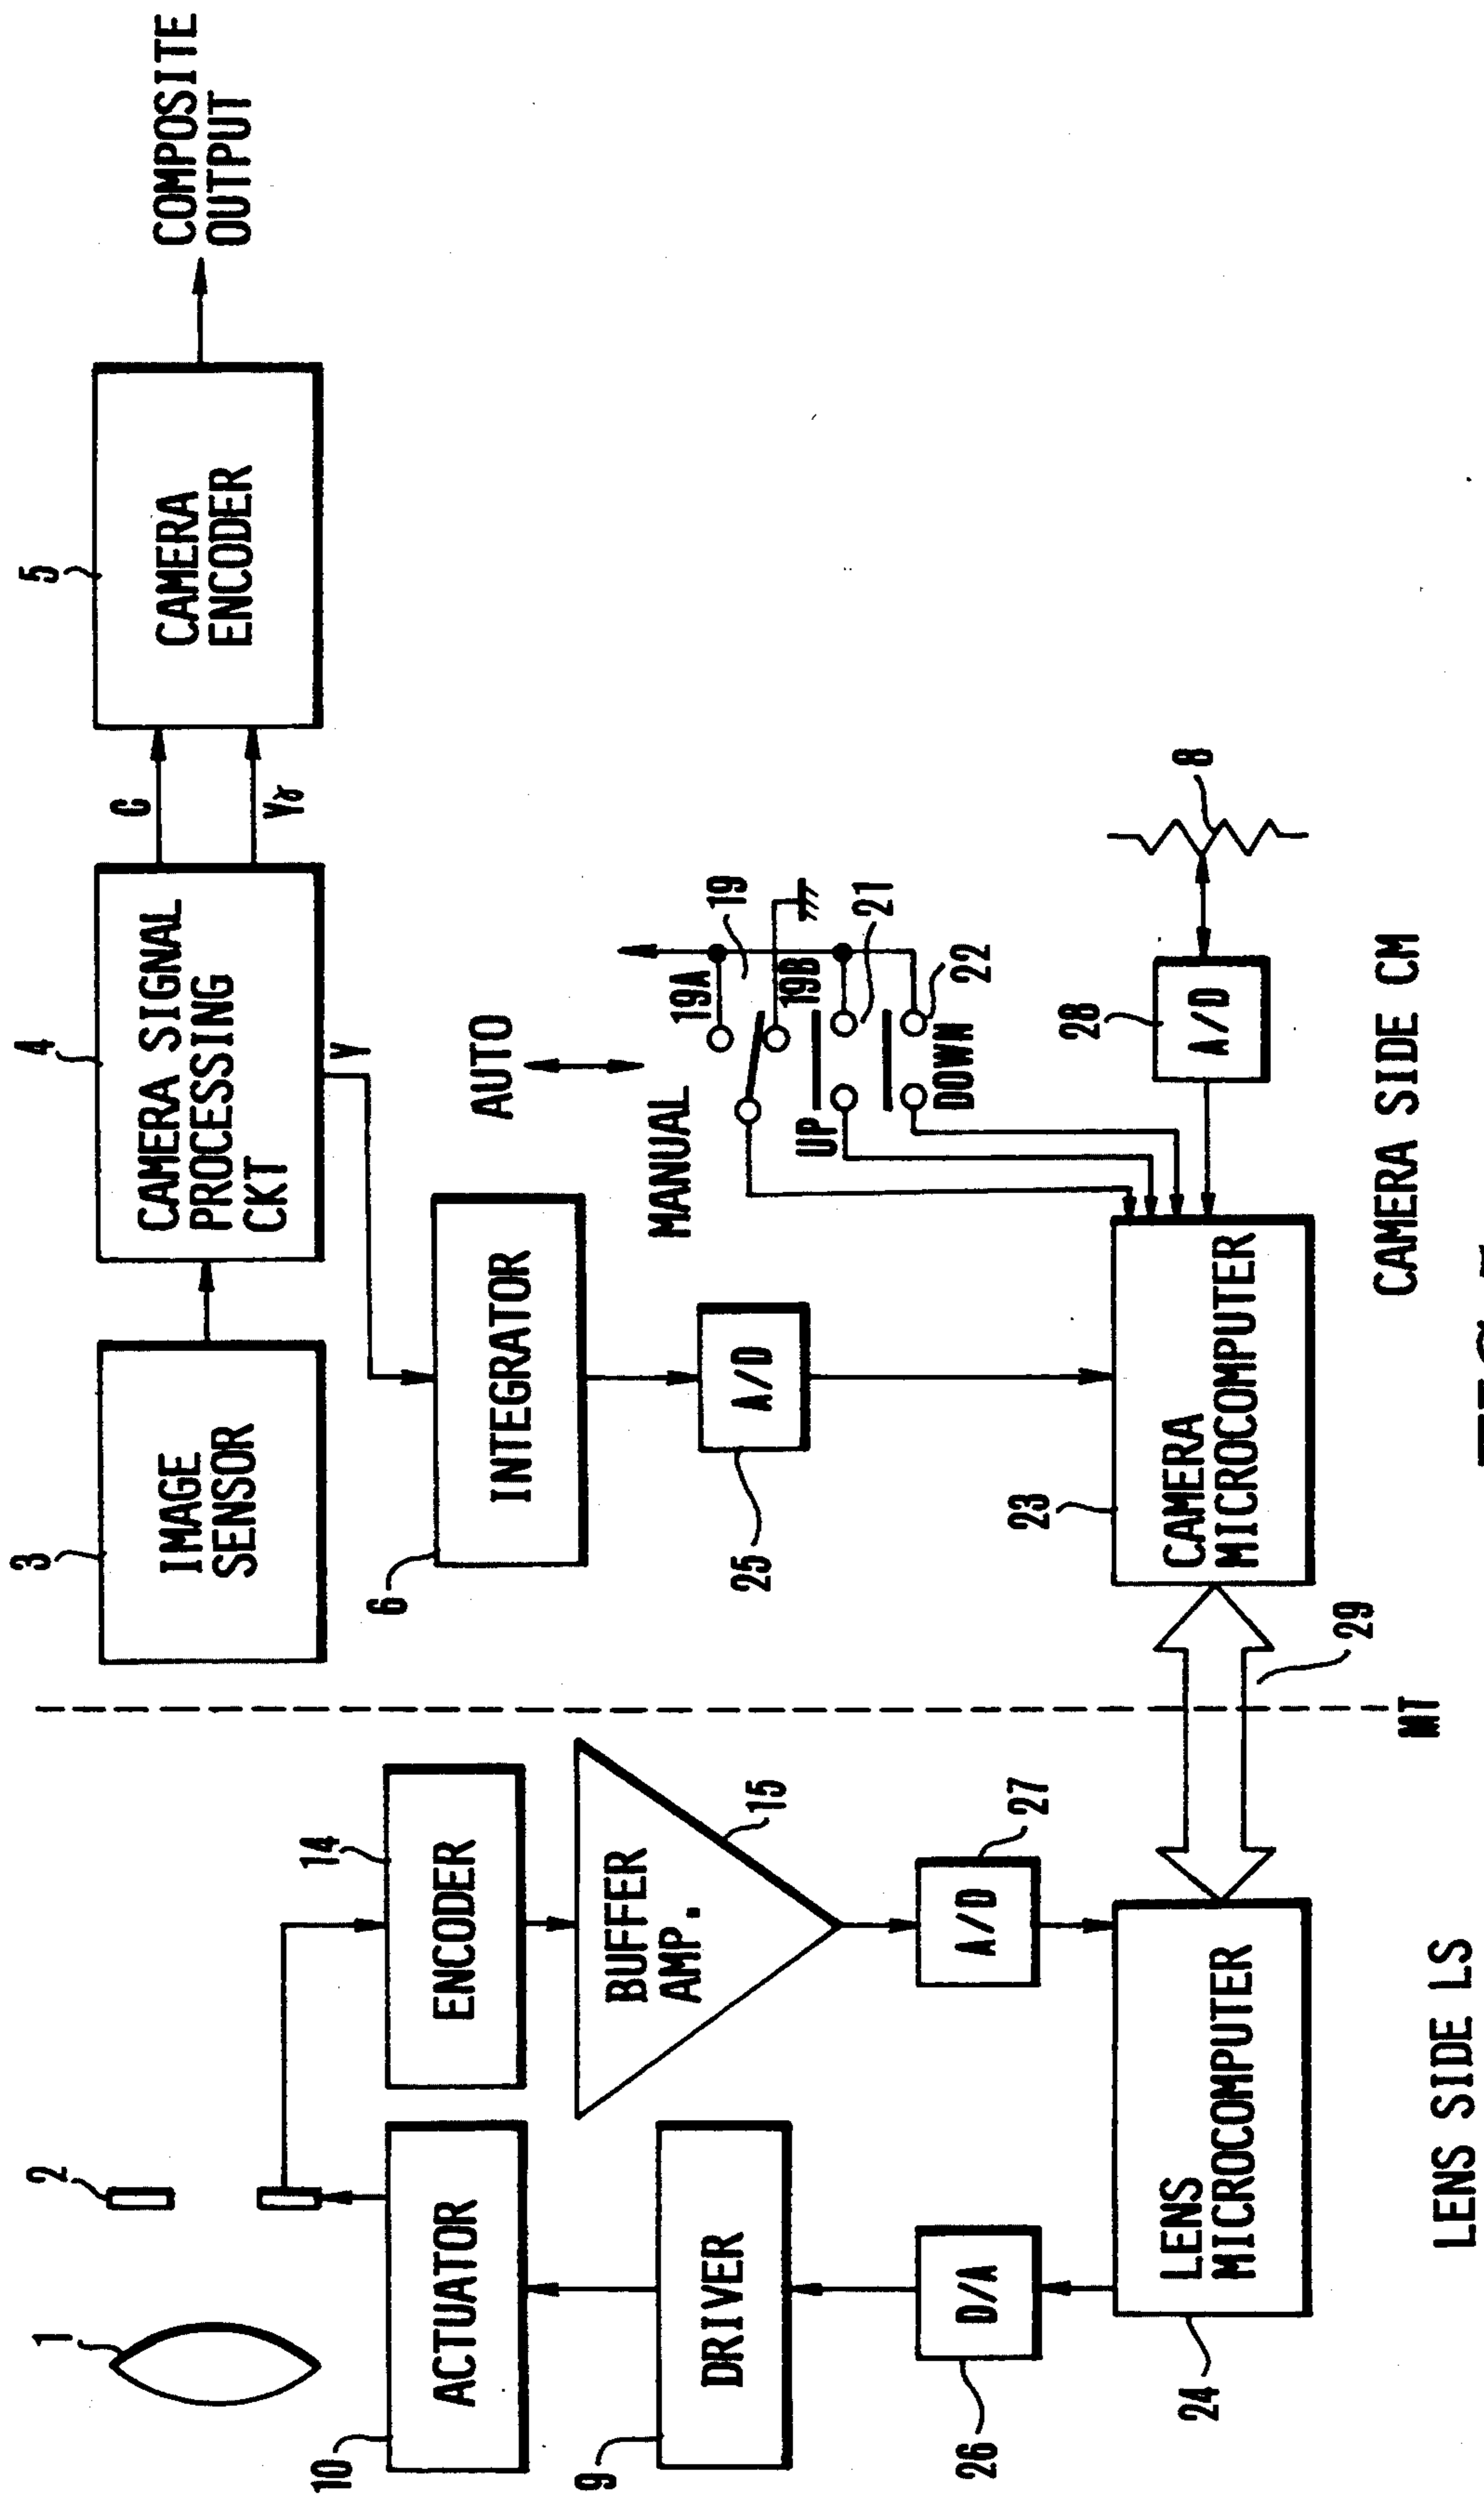 1
2
3
IMAGE
SENSOR
4
CAMERA SIGNAL
PROCESSING
CKT
C
Yγ
5
CAMERA
ENCODER
COMPOSITE
OUTPUT
Y
10
ACTUATOR
14
ENCODER
6
INTEGRATOR
AUTO
MANUAL
9
DRIVER
BUFFER
AMP.
15
25
A/D
19A
19
19B
UP
21
DOWN
22
26
D/A
27
A/D
28
A/D
8
24
LENS
MICROCOMPUTER
23
CAMERA
MICROCOMPUTER
29
MT
LENS SIDE LS
CAMERA SIDE CM